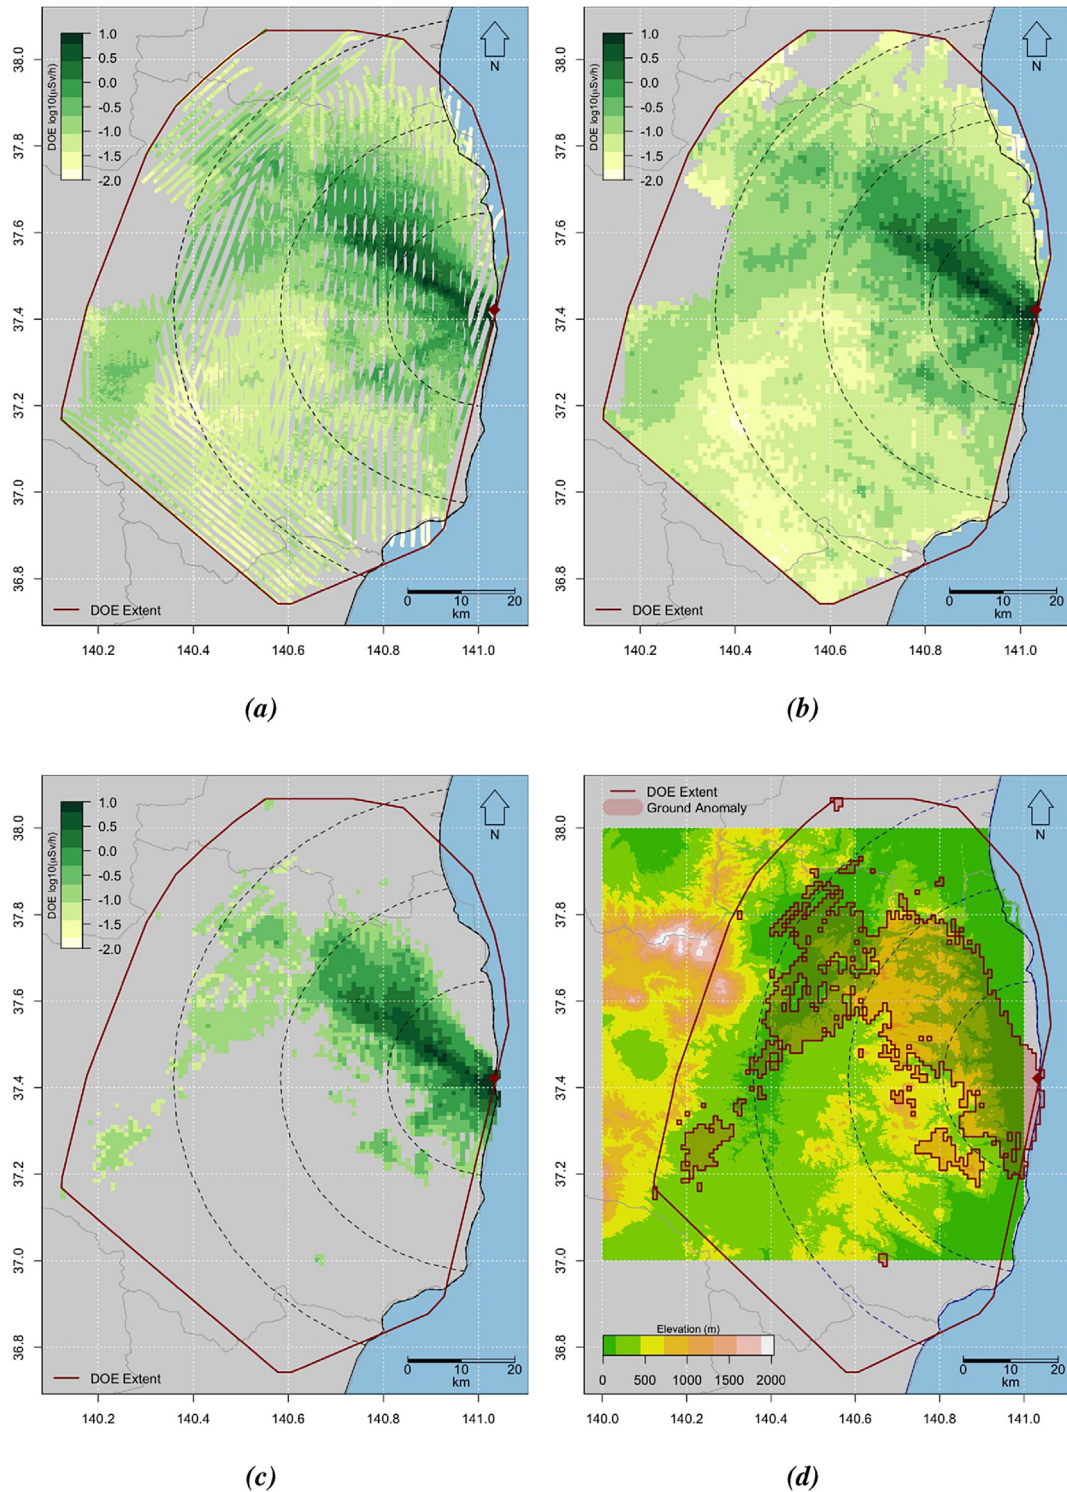 DOE log10(μSv/h)
1.0
0.5
0.0
-0.5
-1.0
-1.5
-2.0
N
38.0
37.8
37.6
37.4
37.2
37.0
36.8
DOE Extent
0 10 20
km
140.2 140.4 140.6 140.8 141.0
(a)
DOE log10(μSv/h)
1.0
0.5
0.0
-0.5
-1.0
-1.5
-2.0
N
38.0
37.8
37.6
37.4
37.2
37.0
36.8
DOE Extent
0 10 20
km
140.2 140.4 140.6 140.8 141.0
(b)
DOE log10(μSv/h)
1.0
0.5
0.0
-0.5
-1.0
-1.5
-2.0
N
38.0
37.8
37.6
37.4
37.2
37.0
36.8
DOE Extent
0 10 20
km
140.2 140.4 140.6 140.8 141.0
(c)
DOE Extent
Ground Anomaly
N
38.0
37.8
37.6
37.4
37.2
37.0
36.8
Elevation (m)
0 500 1000 1500 2000
0 10 20
km
140.0 140.2 140.4 140.6 140.8 141.0
(d)